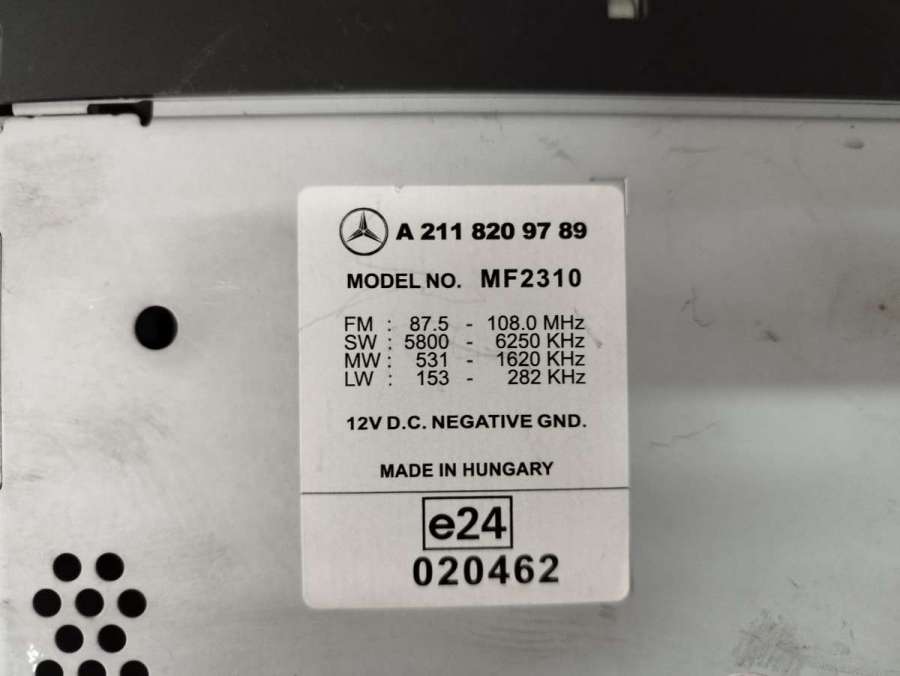 A 211 820 97 89
MODEL NO. MF2310
FM : 87.5 - 108.0 MHz
SW : 5800 - 6250 KHz
MW : 531 - 1620 KHz
LW : 153 - 282 KHz
12V D.C. NEGATIVE GND.
MADE IN HUNGARY
e24
020462